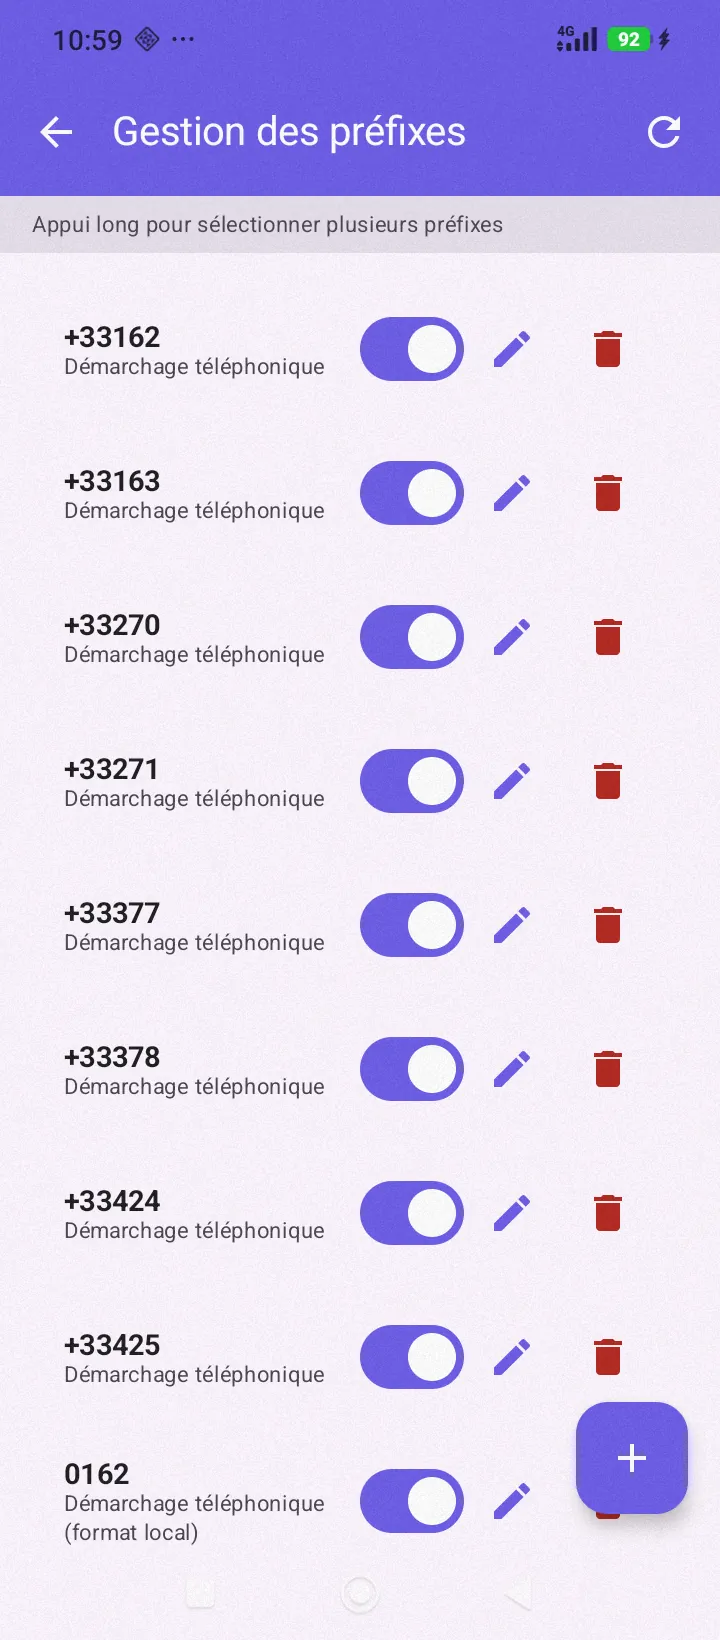 10:59
4G
92
Gestion des préfixes
Appui long pour sélectionner plusieurs préfixes
+33162
Démarchage téléphonique
+33163
Démarchage téléphonique
+33270
Démarchage téléphonique
+33271
Démarchage téléphonique
+33377
Démarchage téléphonique
+33378
Démarchage téléphonique
+33424
Démarchage téléphonique
+33425
Démarchage téléphonique
0162
Démarchage téléphonique
(format local)